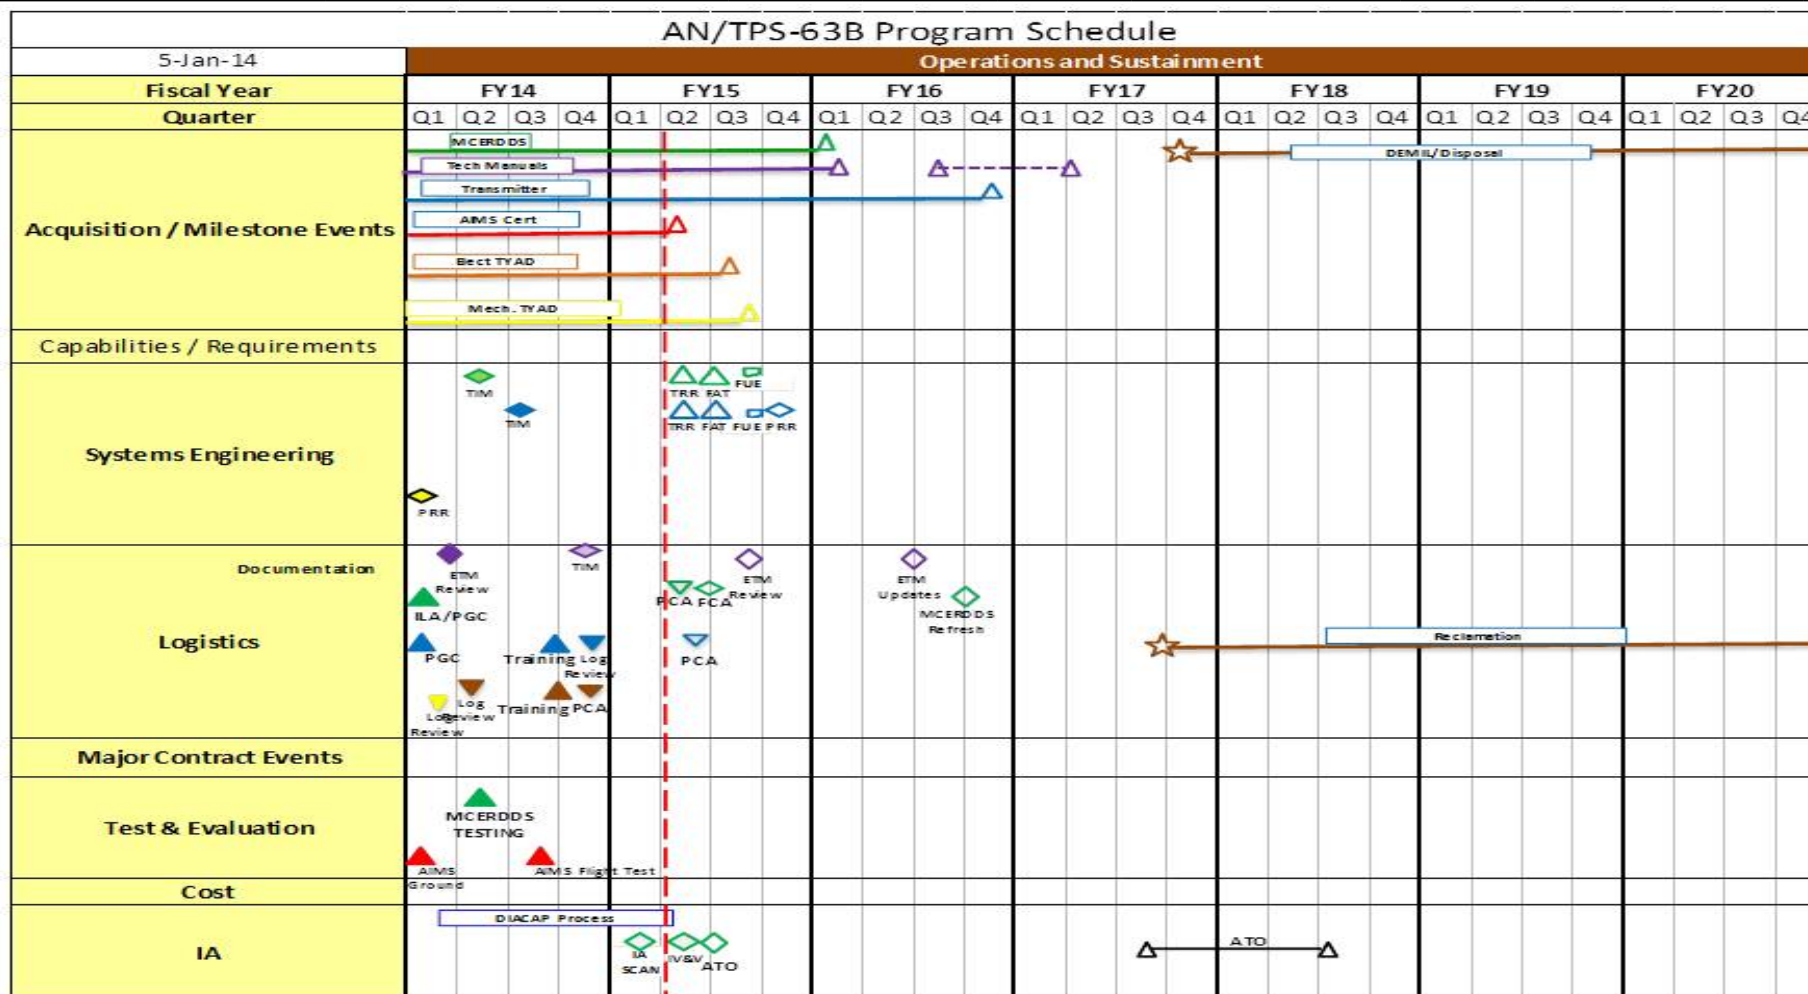 AN/TPS-63B Program Schedule
5-Jan-14 Operations and Sustainment
Fiscal Year FY14 FY15 FY16 FY17 FY18 FY19 FY20
Quarter Q1 Q2 Q3 Q4 Q1 Q2 Q3 Q4 Q1 Q2 Q3 Q4 Q1 Q2 Q3 Q4 Q1 Q2 Q3 Q4 Q1 Q2 Q3 Q4 Q1 Q2 Q3 Q4
Acquisition / Milestone Events
MCERDDS
DEMIL/Disposal
Tech Manuals
Transmitter
AIMS Cert
Elect TYAD
Mech. TYAD
Capabilities / Requirements
Systems Engineering
TIM
TRR FAT FUE
TIM
TRR FAT FUE PRR
PRR
Logistics
Documentation
ETM
Review
TIM
ETM
Review
ETM
Updates
PCA FCA
MCERDDS
Refresh
ILA/PGC
PGC
Training
Log
Review
PCA
Reclamation
Log
Review
Log
Review
Training PCA
Major Contract Events
Test & Evaluation
MCERDDS
TESTING
AIMS
Ground
AIMS Flight Test
Cost
IA
DIACAP Process
IA
SCAN
IV&V
ATO
ATO